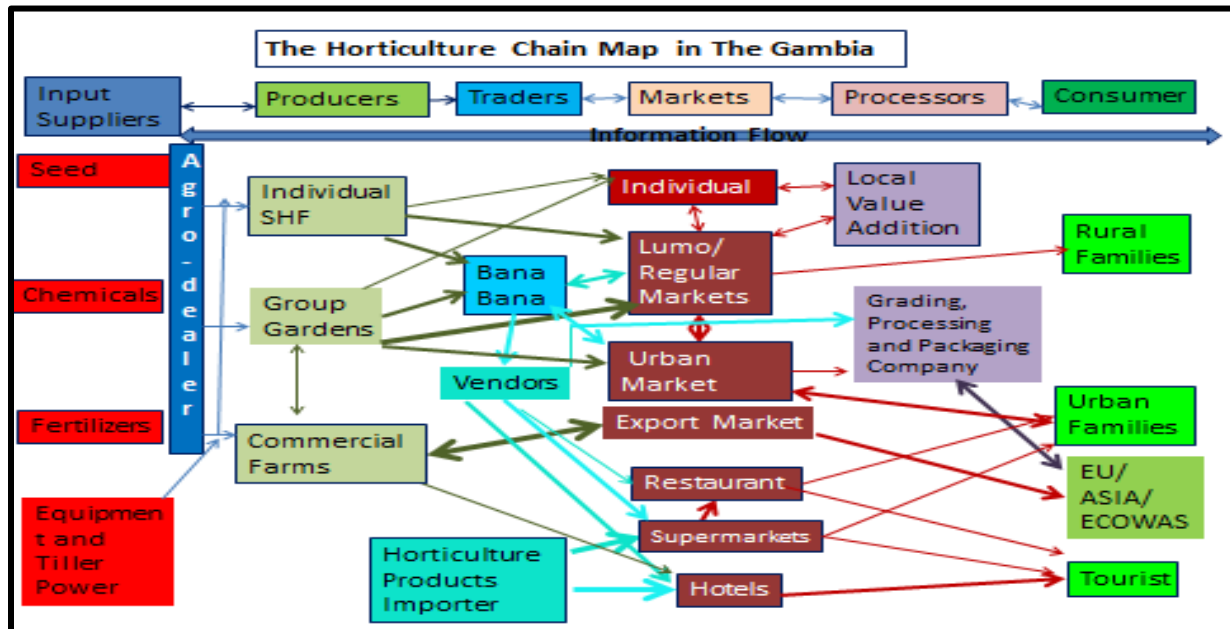 The Horticulture Chain Map in The Gambia
Input
Suppliers
Producers
Traders
Markets
Processors
Consumer
Information Flow
Seed
Chemicals
Fertilizers
Equipmen
t and
Tiller
Power
Agro-dealer
Individual
SHF
Group
Gardens
Commercial
Farms
Bana
Bana
Vendors
Horticulture
Products
Importer
Individual
Lumo/
Regular
Markets
Urban
Market
Export Market
Restaurant
Supermarkets
Hotels
Local
Value
Addition
Grading,
Processing
and Packaging
Company
Rural
Families
Urban
Families
EU/
ASIA/
ECOWAS
Tourist